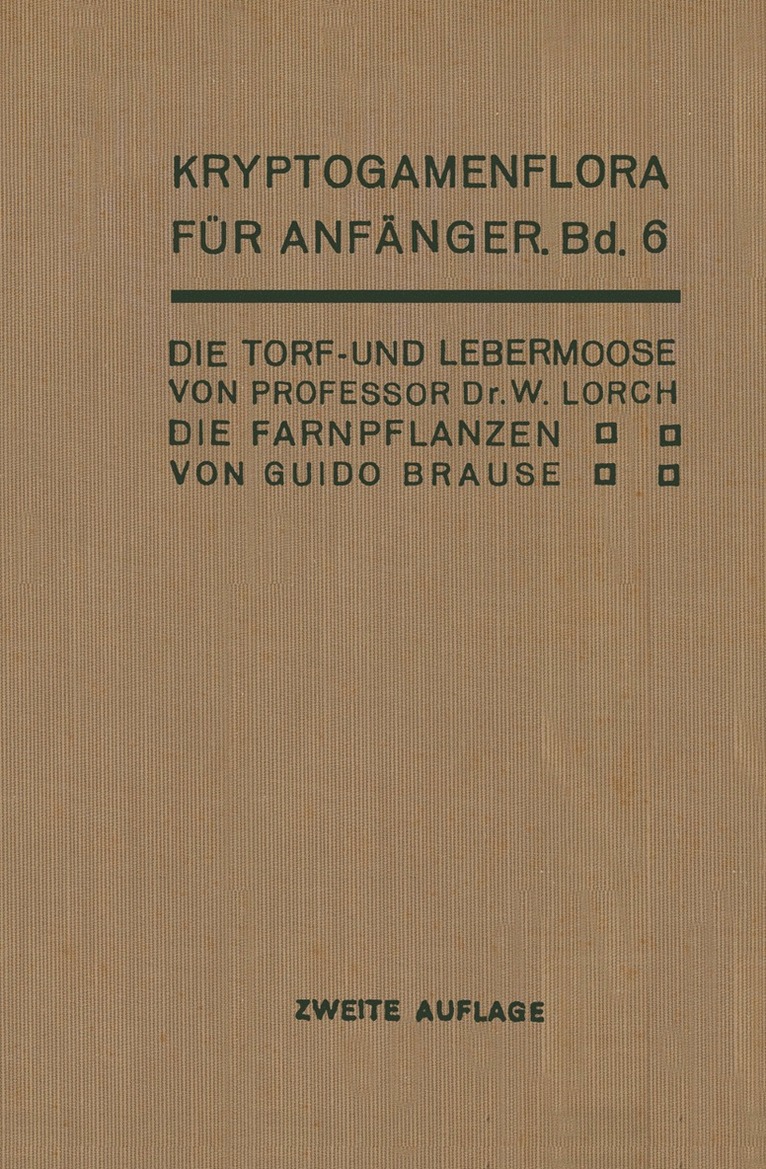 KRYPTOGAMENFLORA
FÜR ANFÄNGER. Bd. 6
DIE TORF-UND LEBERMOOSE
VON PROFESSOR Dr. W. LORCH
DIE FARNPFLANZEN
VON GUIDO BRAUSE
ZWEITE AUFLAGE